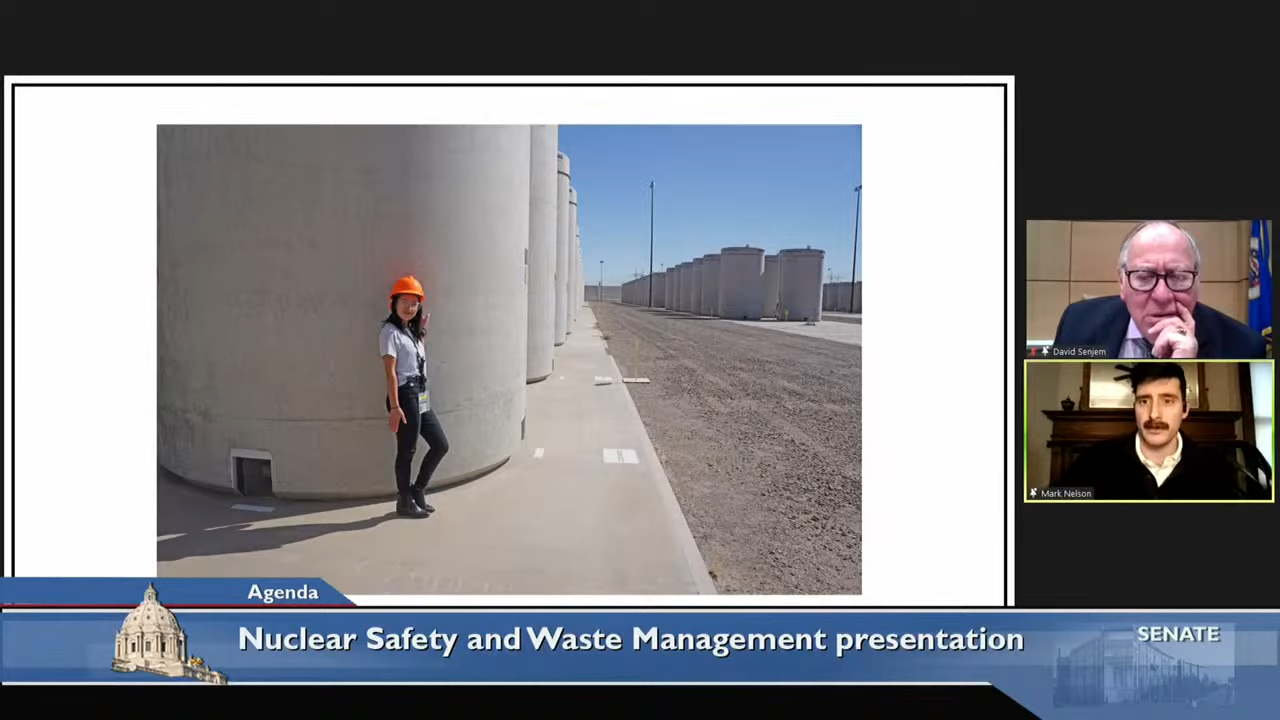 David Senjem
Mark Nelson
Agenda
Nuclear Safety and Waste Management presentation
SENATE